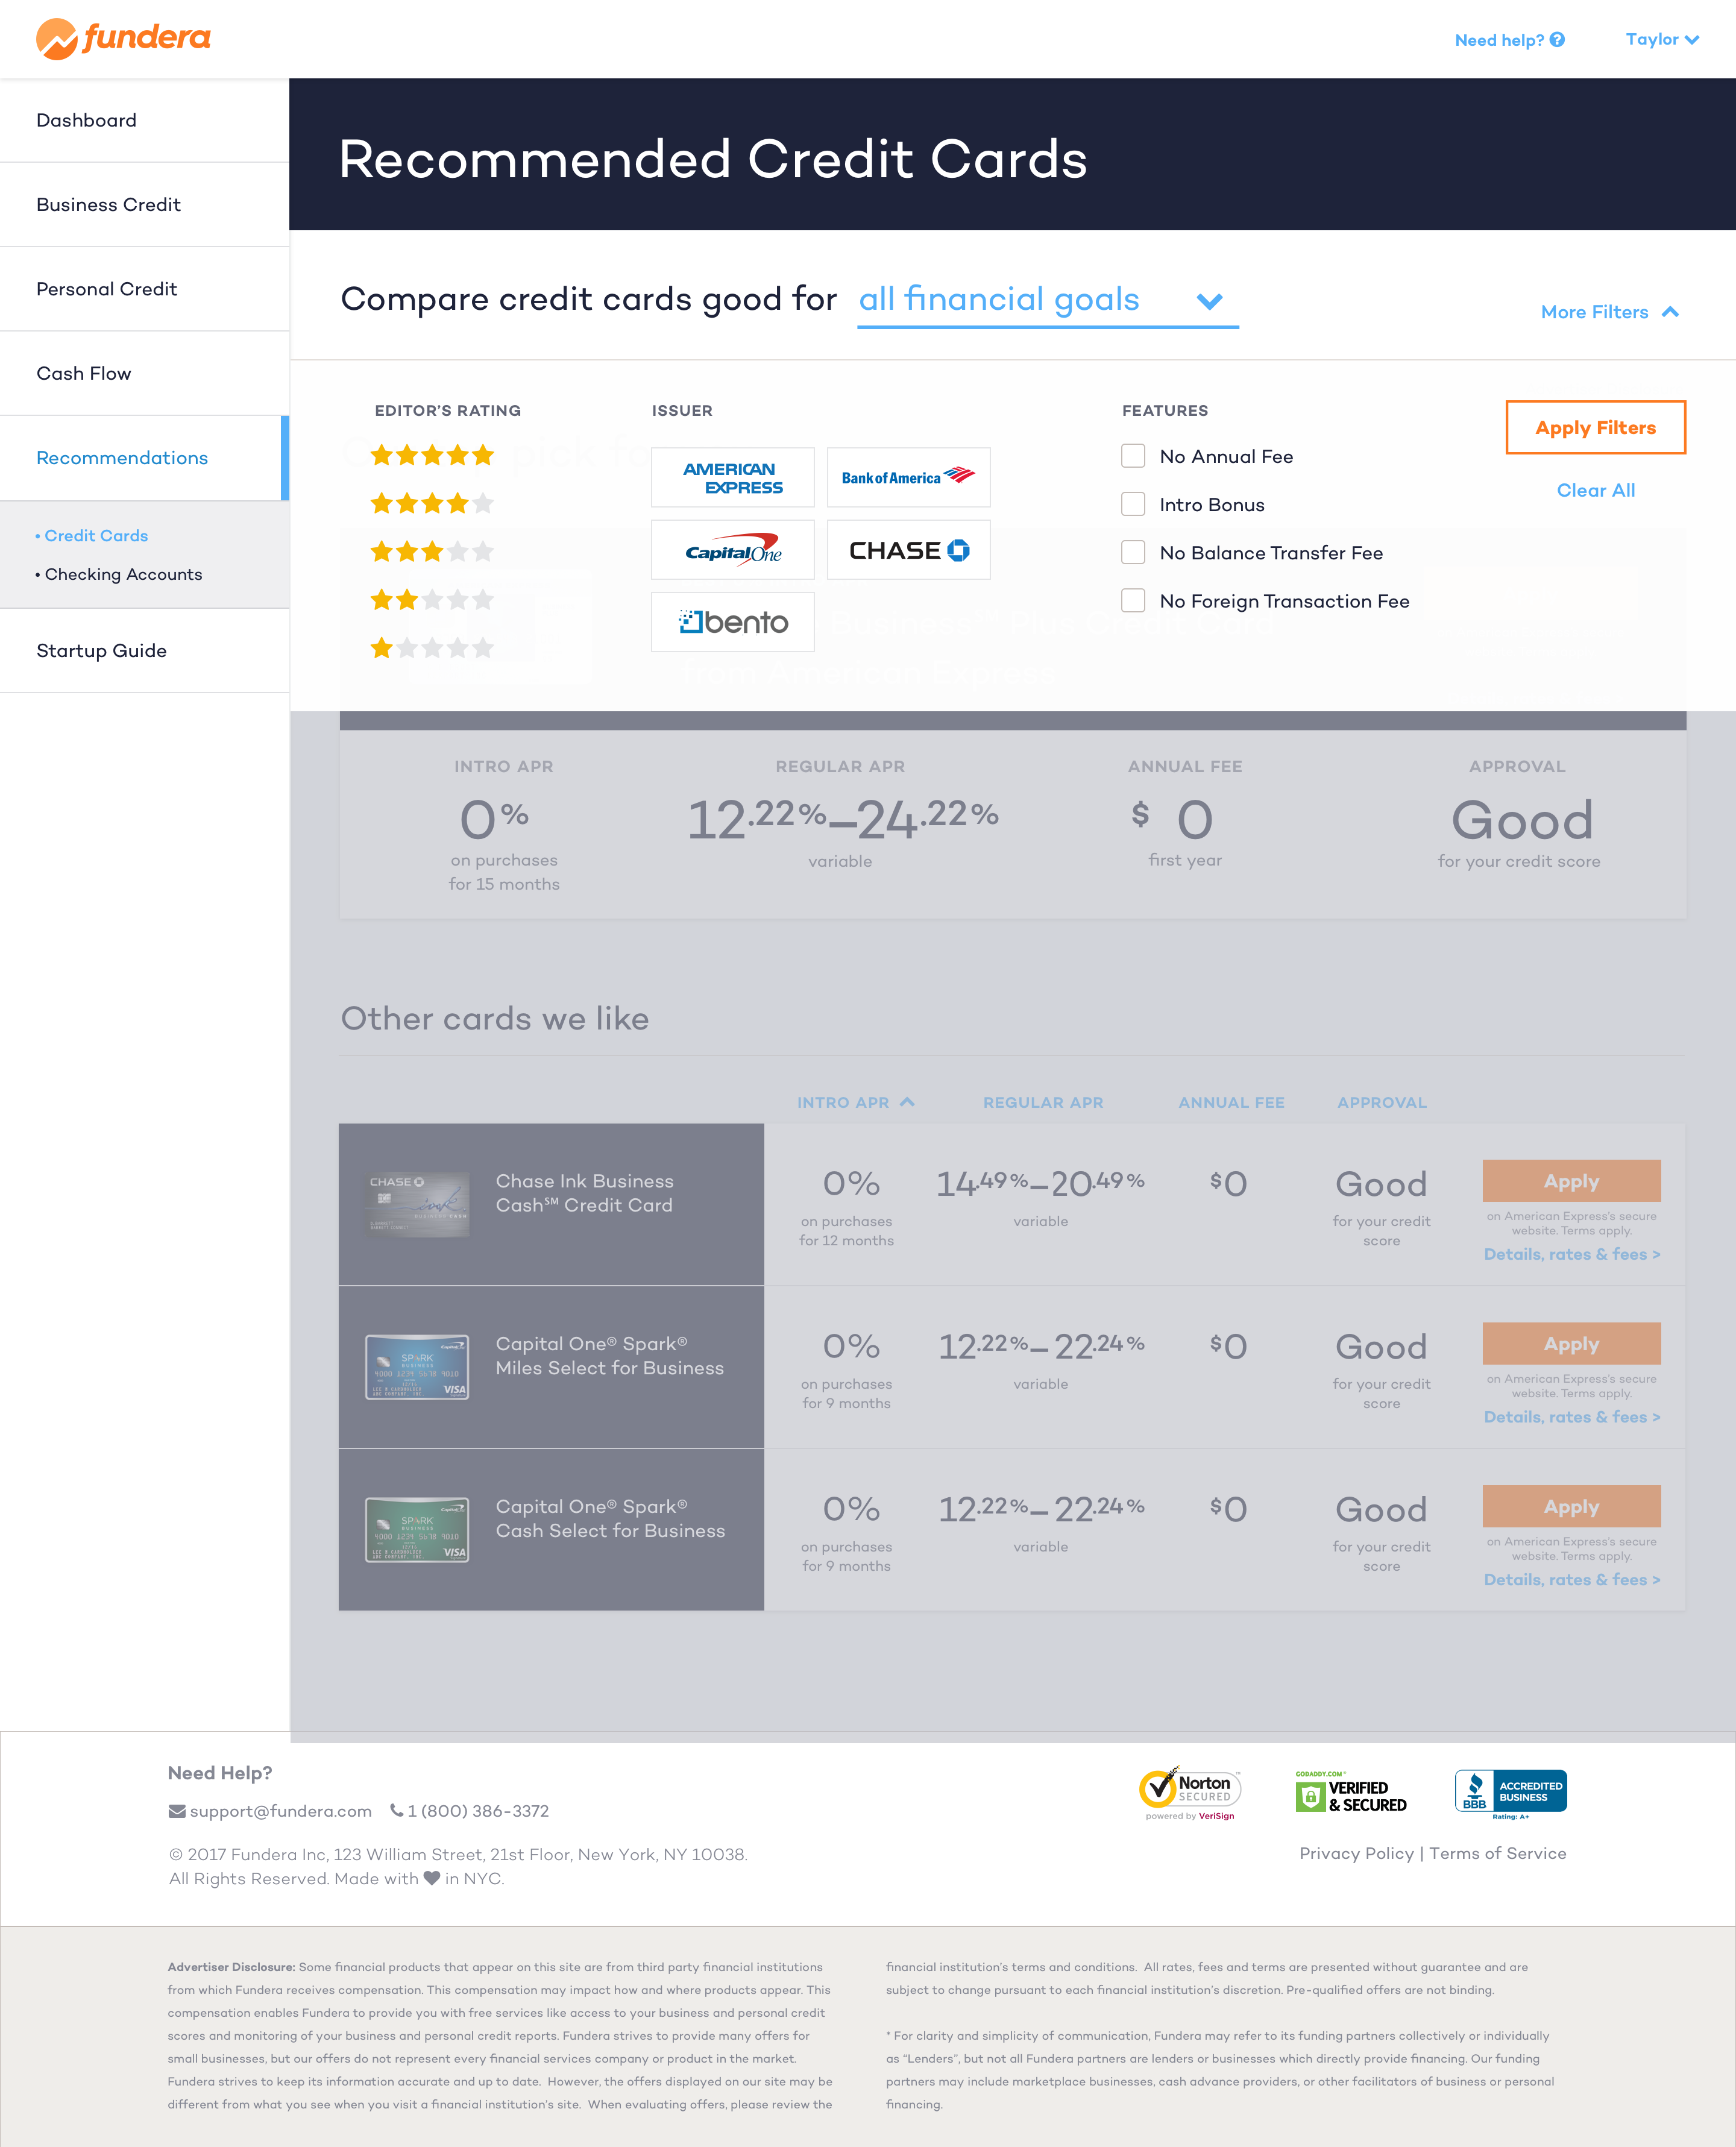 fundera
Need help?
Taylor
Dashboard
Business Credit
Personal Credit
Cash Flow
Recommendations
• Credit Cards
• Checking Accounts
Startup Guide
Recommended Credit Cards
Compare credit cards good for all financial goals
More Filters
EDITOR'S RATING
ISSUER
AMERICAN EXPRESS
Bank of America
Capital One
CHASE
bento
FEATURES
No Annual Fee
Intro Bonus
No Balance Transfer Fee
No Foreign Transaction Fee
Apply Filters
Clear All
Business™ Plus Credit Card
from American Express
INTRO APR
0%
on purchases
for 15 months
REGULAR APR
12.22%–24.22%
variable
ANNUAL FEE
$ 0
first year
APPROVAL
Good
for your credit score
Other cards we like
INTRO APR REGULAR APR ANNUAL FEE APPROVAL
CHASE
Chase Ink Business
Cash℠ Credit Card
0%
on purchases
for 12 months
14.49%–20.49%
variable
$0
Good
for your credit
score
Apply
on American Express's secure
website. Terms apply.
Details, rates & fees >
SPARK
BUSINESS
VISA
Capital One® Spark®
Miles Select for Business
0%
on purchases
for 9 months
12.22%– 22.24%
variable
$0
Good
for your credit
score
Apply
on American Express's secure
website. Terms apply.
Details, rates & fees >
SPARK
BUSINESS
VISA
Capital One® Spark®
Cash Select for Business
0%
on purchases
for 9 months
12.22%– 22.24%
variable
$0
Good
for your credit
score
Apply
on American Express's secure
website. Terms apply.
Details, rates & fees >
Need Help?
support@fundera.com 1 (800) 386-3372
© 2017 Fundera Inc, 123 William Street, 21st Floor, New York, NY 10038.
All Rights Reserved. Made with ♥ in NYC.
Norton
SECURED
powered by VeriSign
GODADDY.COM
VERIFIED
& SECURED
BBB
ACCREDITED
BUSINESS
Rating: A+
Privacy Policy | Terms of Service
Advertiser Disclosure: Some financial products that appear on this site are from third party financial institutions
from which Fundera receives compensation. This compensation may impact how and where products appear. This
compensation enables Fundera to provide you with free services like access to your business and personal credit
scores and monitoring of your business and personal credit reports. Fundera strives to provide many offers for
small businesses, but our offers do not represent every financial services company or product in the market.
Fundera strives to keep its information accurate and up to date.  However, the offers displayed on our site may be
different from what you see when you visit a financial institution's site.  When evaluating offers, please review the
financial institution's terms and conditions.  All rates, fees and terms are presented without guarantee and are
subject to change pursuant to each financial institution's discretion. Pre-qualified offers are not binding.
* For clarity and simplicity of communication, Fundera may refer to its funding partners collectively or individually
as “Lenders”, but not all Fundera partners are lenders or businesses which directly provide financing. Our funding
partners may include marketplace businesses, cash advance providers, or other facilitators of business or personal
financing.